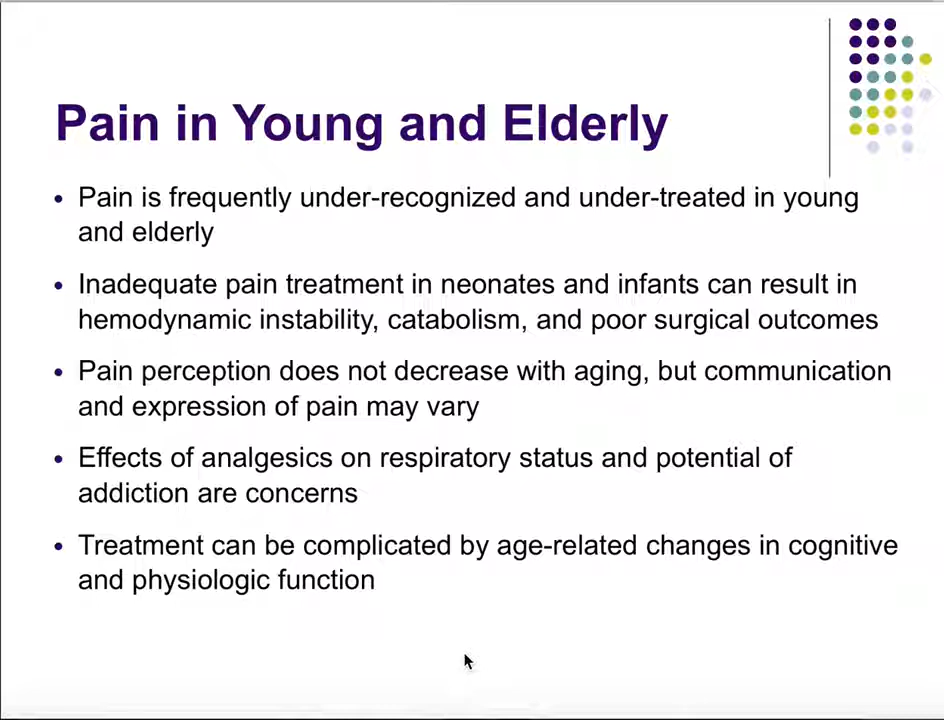 Pain in Young and Elderly
• Pain is frequently under-recognized and under-treated in young
and elderly
• Inadequate pain treatment in neonates and infants can result in
hemodynamic instability, catabolism, and poor surgical outcomes
• Pain perception does not decrease with aging, but communication
and expression of pain may vary
• Effects of analgesics on respiratory status and potential of
addiction are concerns
• Treatment can be complicated by age-related changes in cognitive
and physiologic function